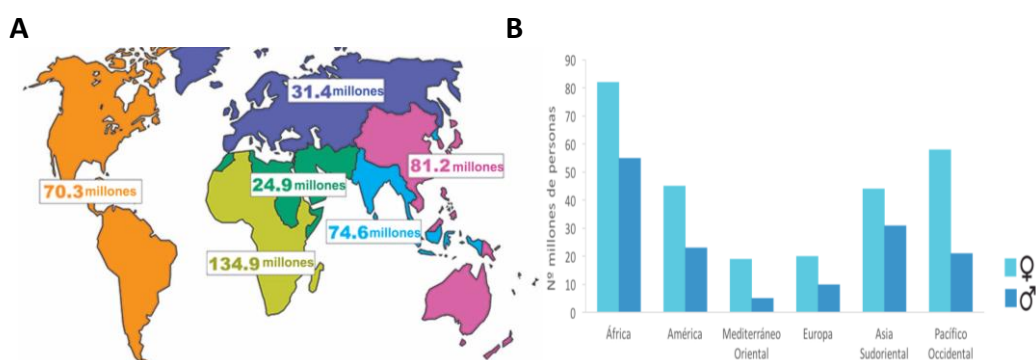 A
31.4 millones
70.3 millones
24.9 millones
81.2 millones
74.6 millones
134.9 millones
B
Nº millones de personas
90
80
70
60
50
40
30
20
10
0
África
América
Mediterráneo
Oriental
Europa
Asia
Sudoriental
Pacífico
Occidental
♀
♂